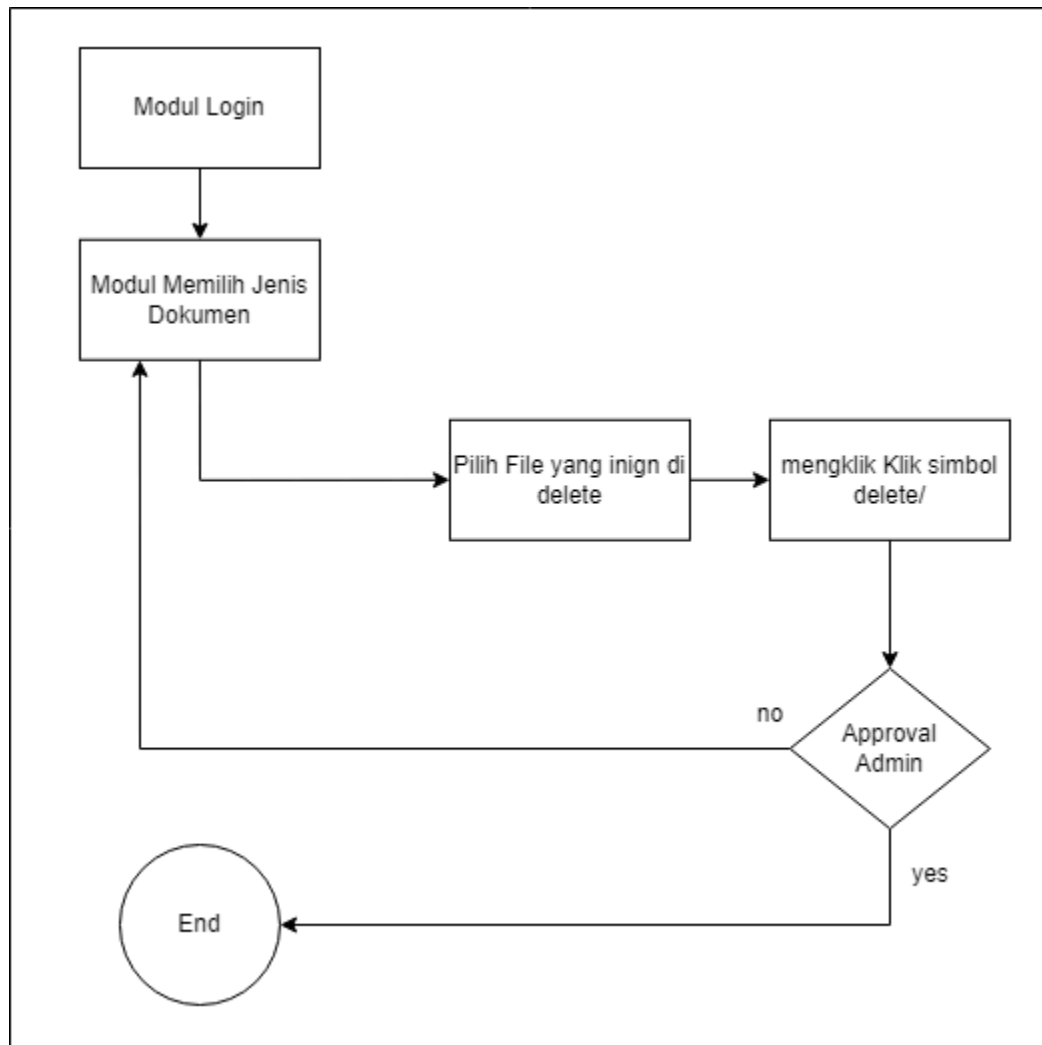 Modul Login
Modul Memilih Jenis
Dokumen
Pilih File yang inign di
delete
mengklik Klik simbol
delete/
no
Approval
Admin
yes
End